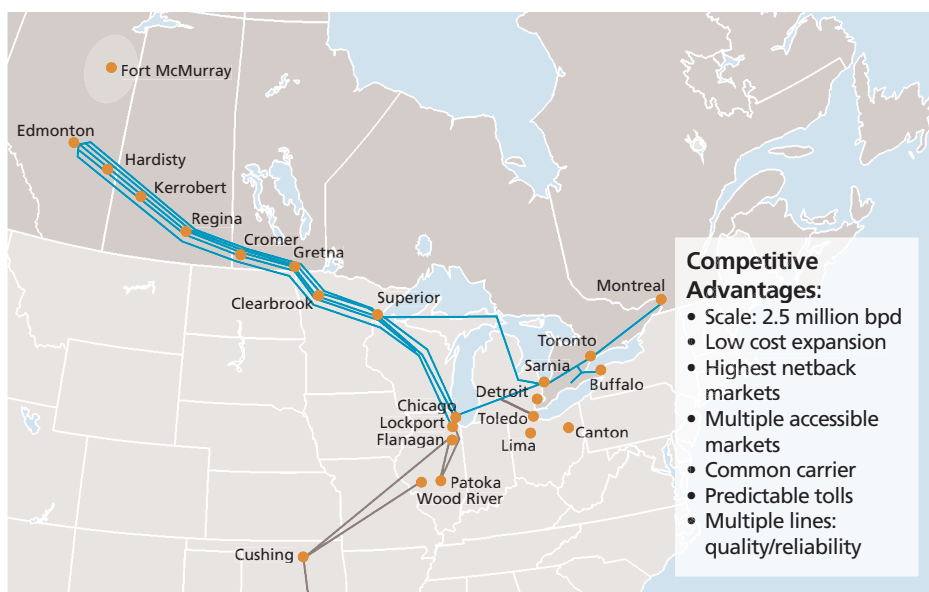 Fort McMurray
Edmonton
Hardisty
Kerrobert
Regina
Cromer
Gretna
Clearbrook
Superior
Montreal
Toronto
Sarnia
Buffalo
Detroit
Chicago
Toledo
Lockport
Canton
Flanagan
Lima
Patoka
Wood River
Cushing
Competitive
Advantages:
• Scale: 2.5 million bpd
• Low cost expansion
• Highest netback
markets
• Multiple accessible
markets
• Common carrier
• Predictable tolls
• Multiple lines:
quality/reliability